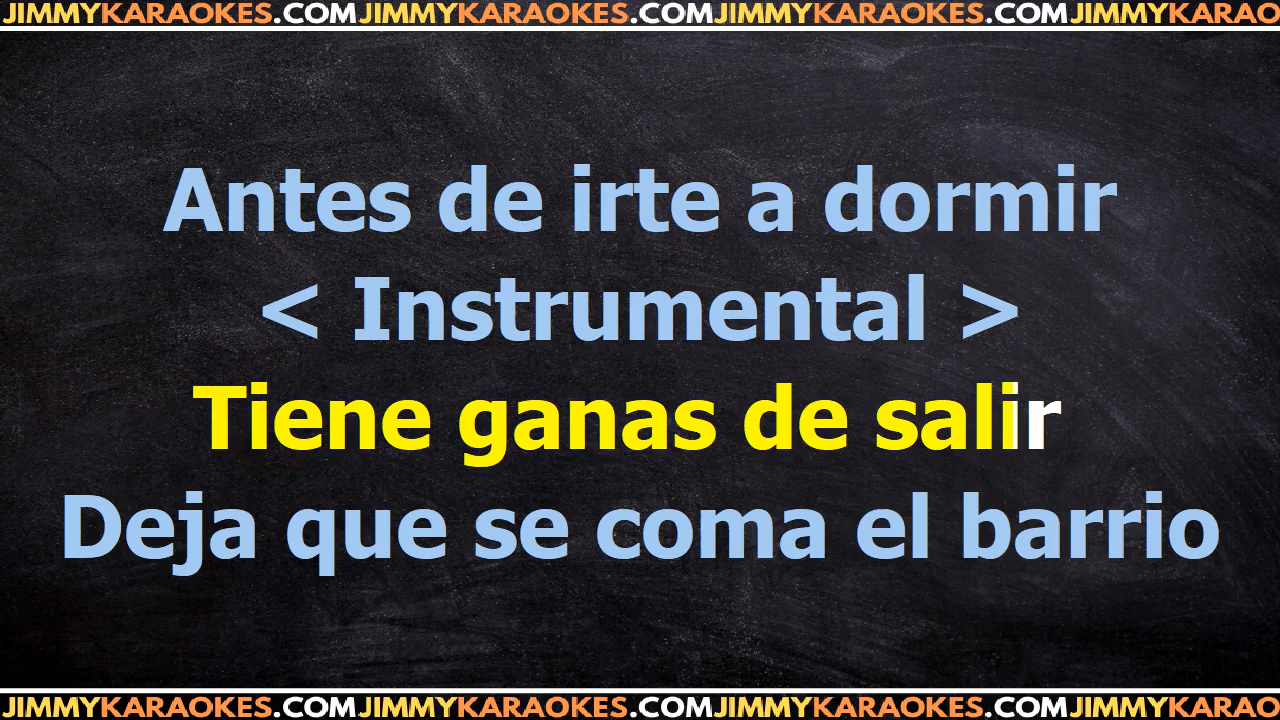 JIMMYKARAOKES.COMJIMMYKARAOKES.COMJIMMYKARAOKES.COMJIMMYKARAO
Antes de irte a dormir
< Instrumental >
Tiene ganas de salir
Deja que se coma el barrio
JIMMYKARAOKES.COMJIMMYKARAOKES.COMJIMMYKARAOKES.COMJIMMYKARAO